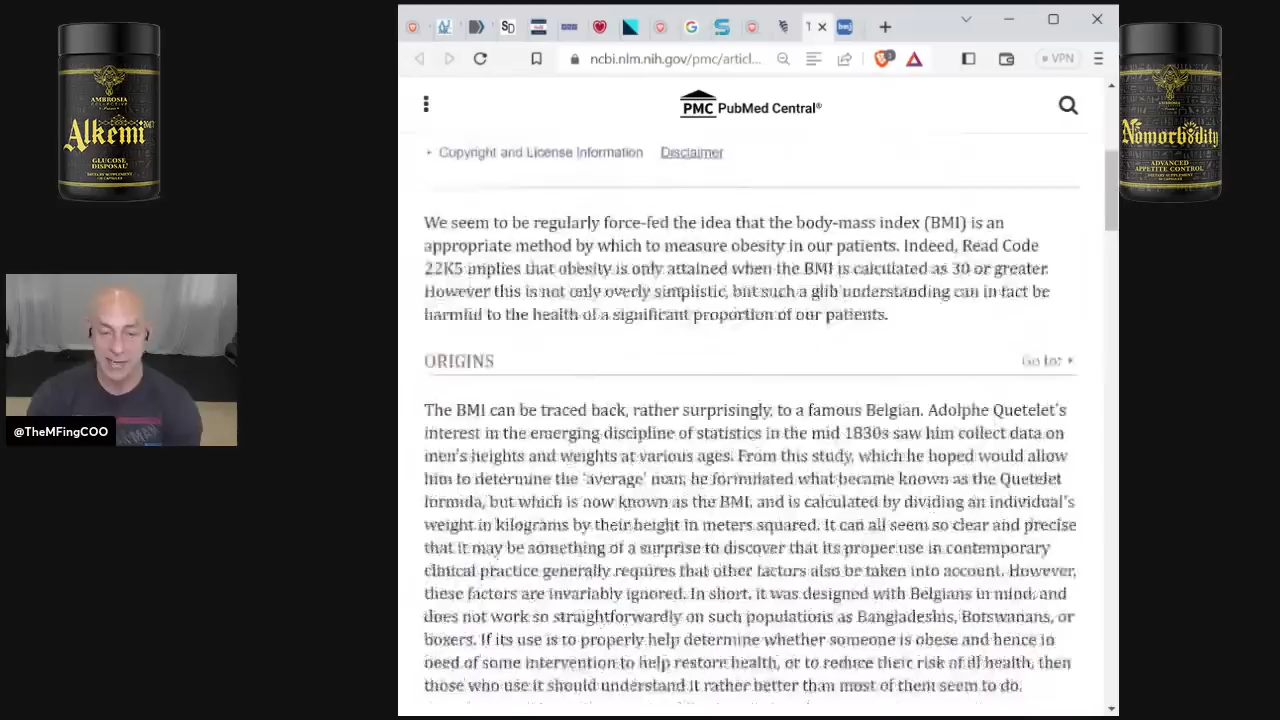 AMBROSIA
COLLECTIVE
Alkemi
GLUCOSE
DISPOSAL
DIETARY SUPPLEMENT
@TheMFingCOO
SD
T
ncbi.nlm.nih.gov/pmc/articl...
1
VPN
PMC PubMed Central®
Copyright and License Information Disclaimer
We seem to be regularly force-fed the idea that the body-mass index (BMI) is an
appropriate method by which to measure obesity in our patients. Indeed, Read Code
22K5 implies that obesity is only attained when the BMI is calculated as 30 or greater.
However this is not only overly simplistic, but such a glib understanding can in fact be
harmful to the health of a significant proportion of our patients.
ORIGINS
Go to:
The BMI can be traced back, rather surprisingly, to a famous Belgian. Adolphe Quetelet's
interest in the emerging discipline of statistics in the mid 1830s saw him collect data on
men's heights and weights at various ages. From this study, which he hoped would allow
him to determine the 'average' man, he formulated what became known as the Quetelet
formula, but which is now known as the BMI, and is calculated by dividing an individual's
weight in kilograms by their height in meters squared. It can all seem so clear and precise
that it may be something of a surprise to discover that its proper use in contemporary
clinical practice generally requires that other factors also be taken into account. However,
these factors are invariably ignored. In short, it was designed with Belgians in mind, and
does not work so straightforwardly on such populations as Bangladeshis, Botswanans, or
boxers. If its use is to properly help determine whether someone is obese and hence in
need of some intervention to help restore health, or to reduce their risk of ill health, then
those who use it should understand it rather better than most of them seem to do.
Nomorbidity
ADVANCED
APPETITE CONTROL
DIETARY SUPPLEMENT